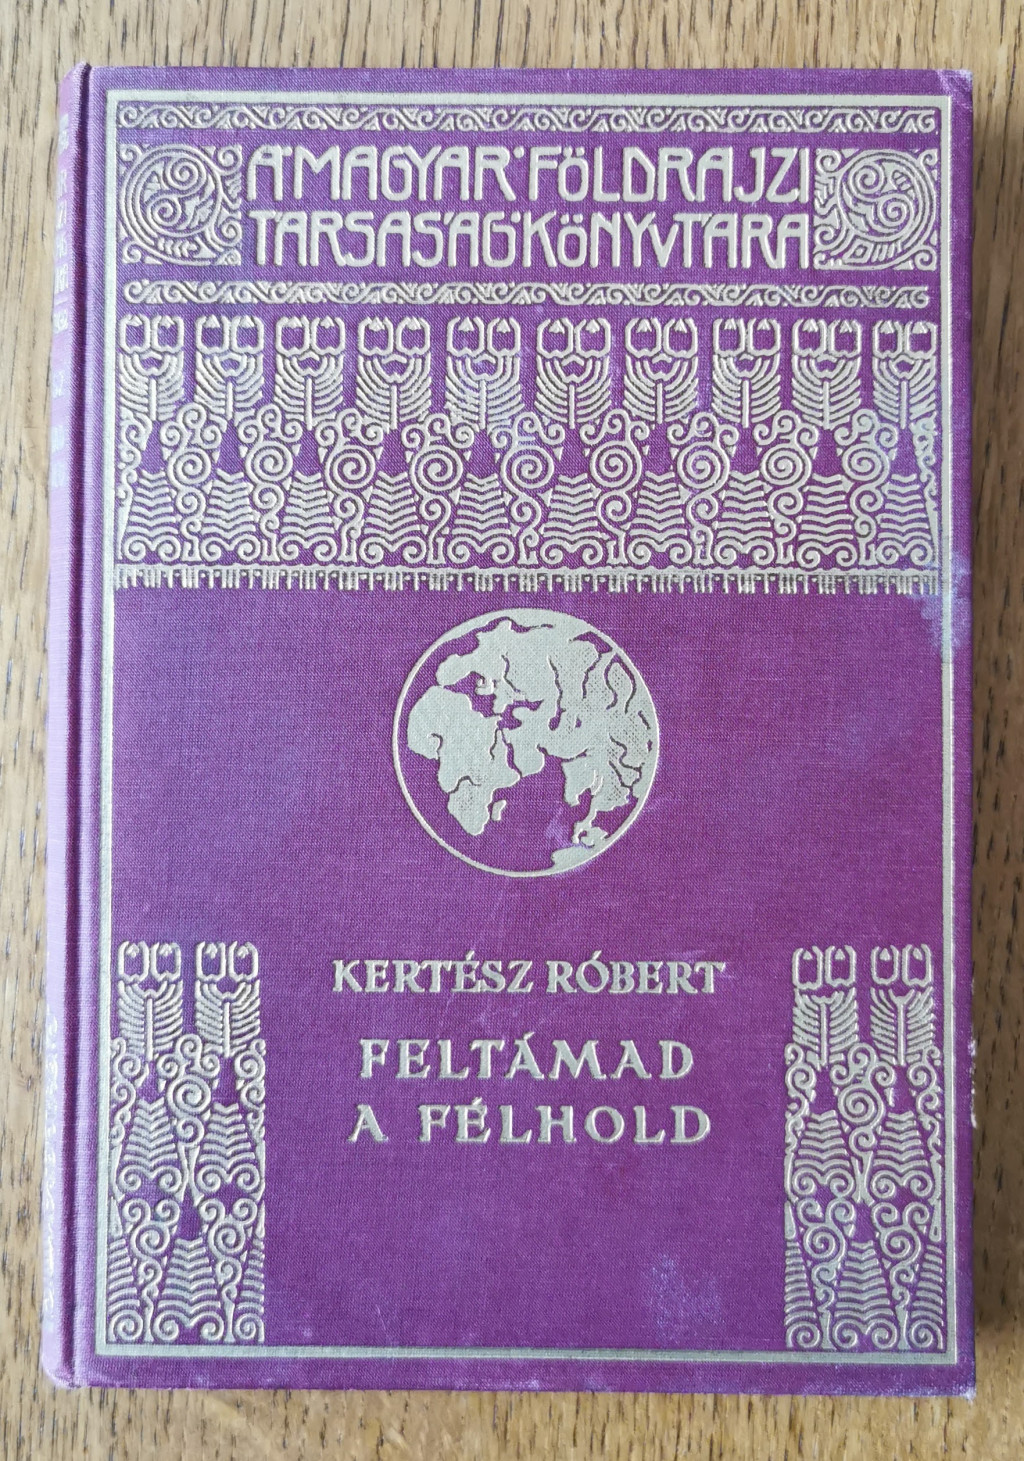 A MAGYAR FÖLDRAJZI
TÁRSASÁG KÖNYVTÁRA
KERTÉSZ RÓBERT
FELTÁMAD
A FÉLHOLD